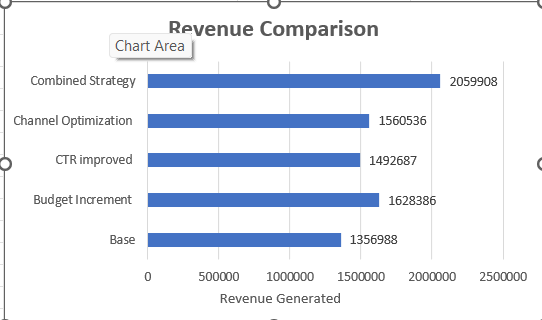 Revenue Comparison
Chart Area
Combined Strategy 2059908
Channel Optimization 1560536
CTR improved 1492687
Budget Increment 1628386
Base 1356988
0 500000 1000000 1500000 2000000 2500000
Revenue Generated